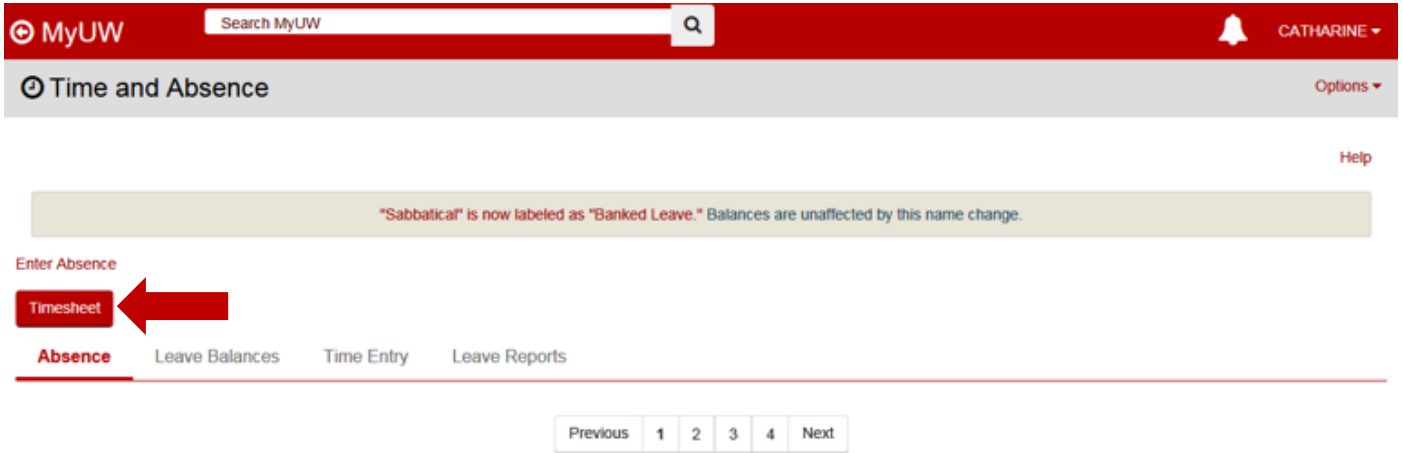 MyUW
Search MyUW
CATHARINE
Time and Absence
Options
Help
"Sabbatical" is now labeled as "Banked Leave." Balances are unaffected by this name change.
Enter Absence
Timesheet
Absence Leave Balances Time Entry Leave Reports
Previous 1 2 3 4 Next